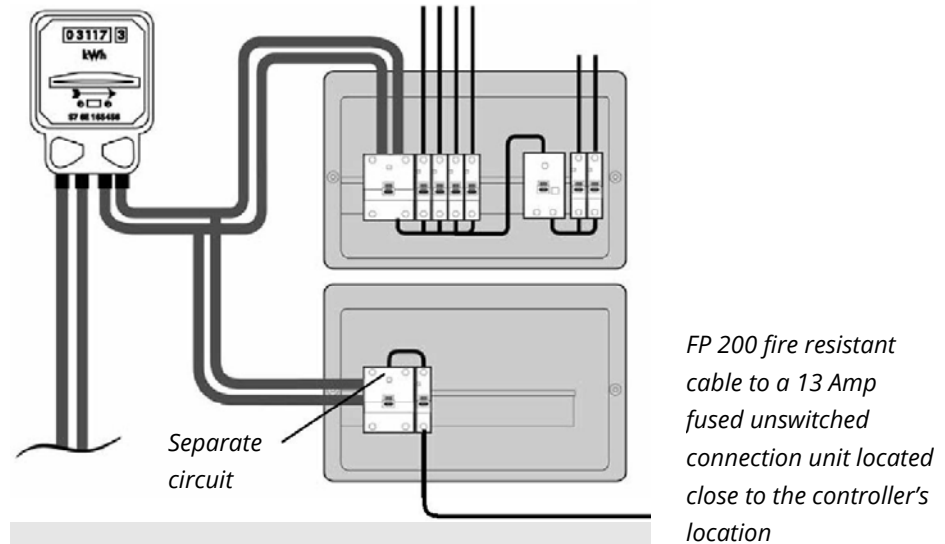 03117 3
kWh
Separate
circuit
FP 200 fire resistant
cable to a 13 Amp
fused unswitched
connection unit located
close to the controller's
location